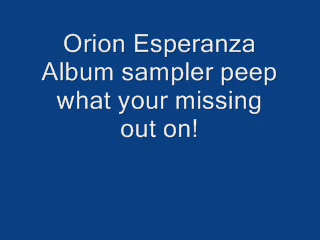 Orion Esperanza
Album sampler peep
what your missing
out on!